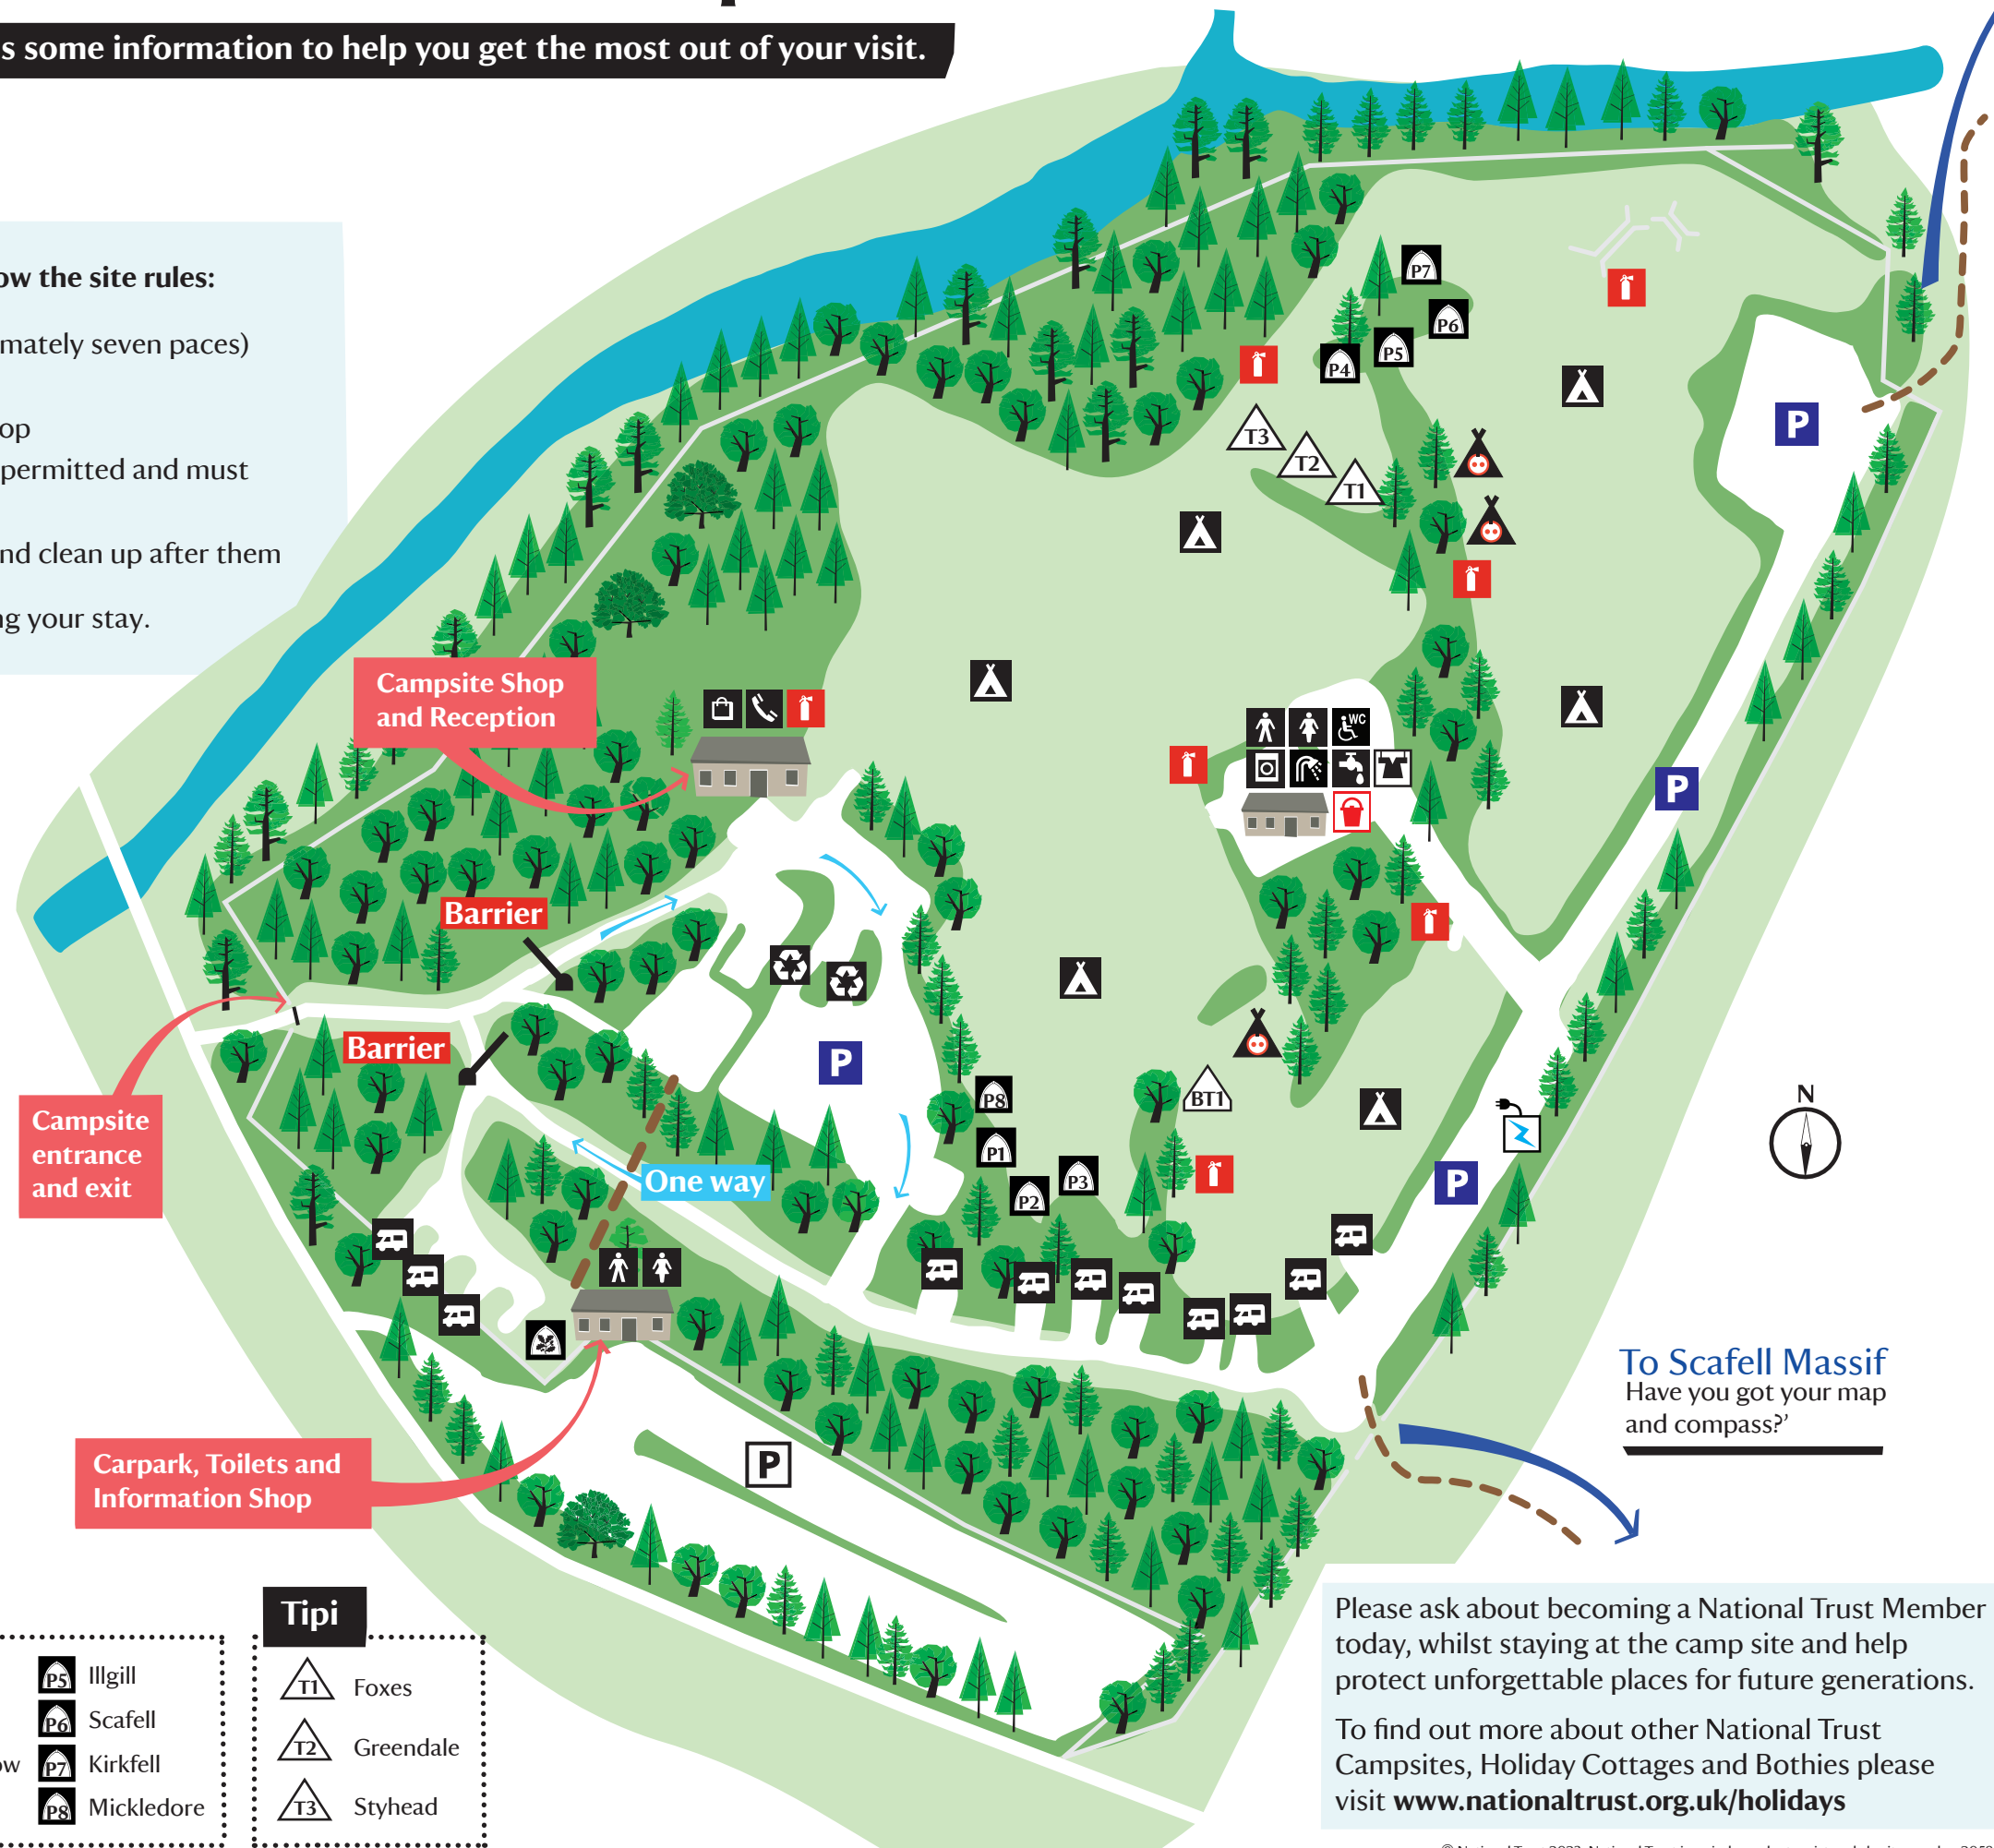 s some information to help you get the most out of your visit.
ow the site rules:
mately seven paces)
op
permitted and must
nd clean up after them
ng your stay.
P7
P6
P5
P4
T3
T2
T1
P
Campsite Shop
and Reception
WC
P
Barrier
Barrier
P
P8
P1
P2
P3
BT1
Campsite
entrance
and exit
One way
P
N
To Scafell Massif
Have you got your map
and compass?’
Carpark, Toilets and
Information Shop
P
P5 Illgill
P6 Scafell
ow P7 Kirkfell
P8 Mickledore
Tipi
T1 Foxes
T2 Greendale
T3 Styhead
Please ask about becoming a National Trust Member
today, whilst staying at the camp site and help
protect unforgettable places for future generations.
To find out more about other National Trust
Campsites, Holiday Cottages and Bothies please
visit www.nationaltrust.org.uk/holidays